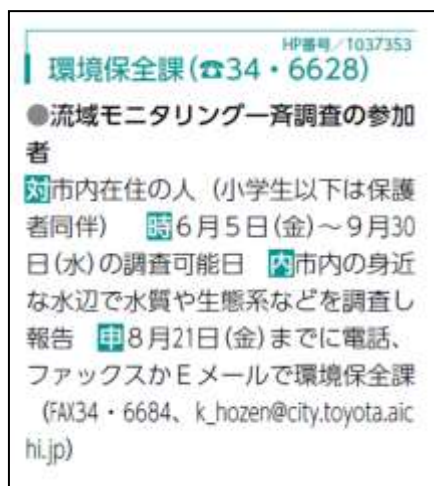 HP番号／1037353
環境保全課(☎34・6628)
●流域モニタリング一斉調査の参加
者
対市内在住の人（小学生以下は保護
者同伴） 時６月５日(金)～９月30
日(水)の調査可能日 内市内の身近
な水辺で水質や生態系などを調査し
報告 申８月21日(金)までに電話、
ファックスかＥメールで環境保全課
（FAX34・6684、k_hozen@city.toyota.aic
hi.jp）